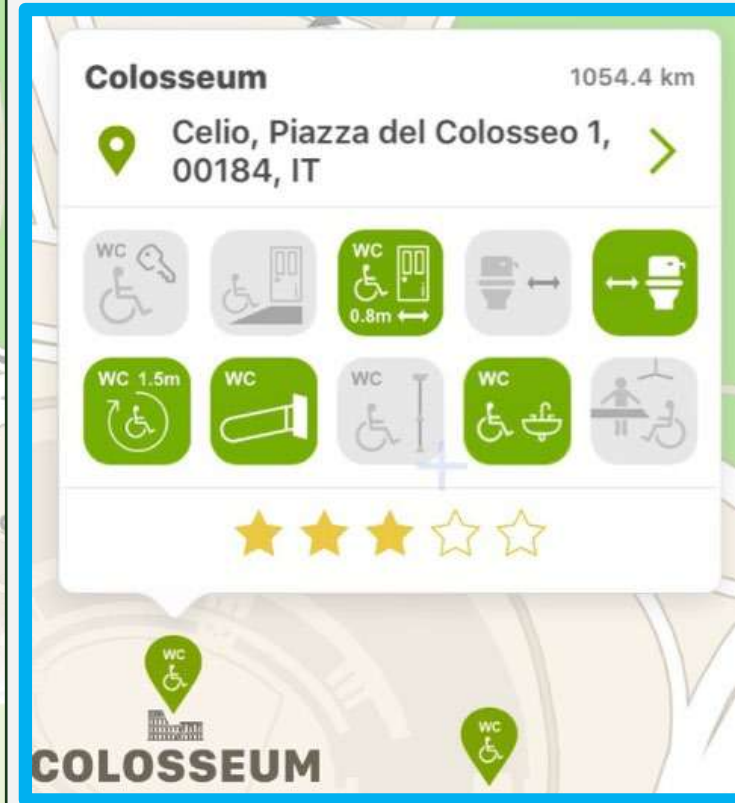 Colosseum 1054.4 km
Celio, Piazza del Colosseo 1,
00184, IT
WC
WC
0.8m
WC 1.5m
WC
WC
WC
WC
COLOSSEUM
WC